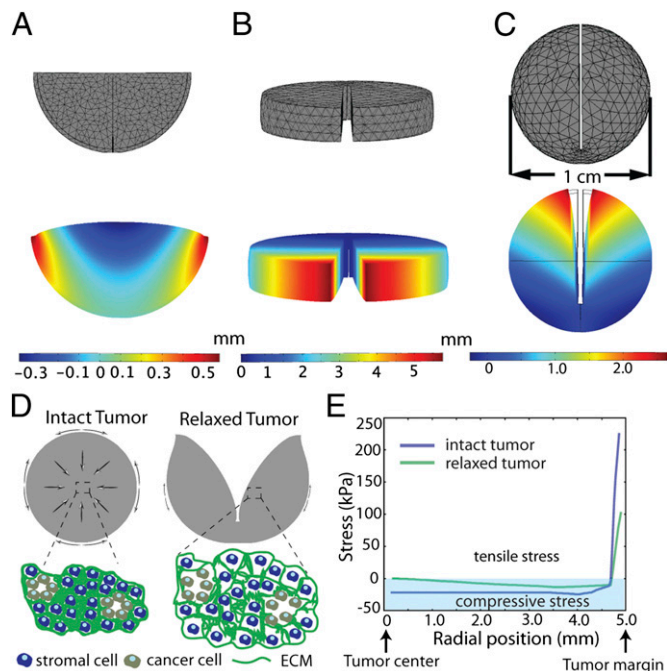 A
B
C
1 cm
mm
mm
-0.3 -0.1 0.1 0.3 0.5
0 1 2 3 4 5
0 1.0 2.0
D
Intact Tumor Relaxed Tumor
stromal cell cancer cell ECM
E
250
200
150
100
50
0
-50
Stress (kPa)
intact tumor
relaxed tumor
tensile stress
compressive stress
0 1.0 2.0 3.0 4.0 5.0
Radial position (mm)
Tumor center Tumor margin